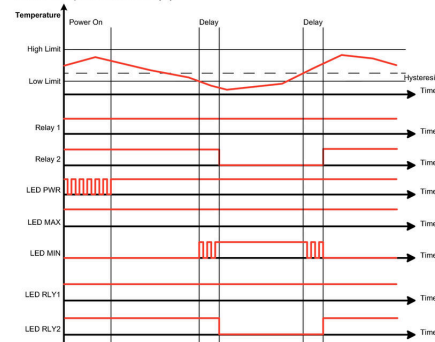 Temperature
Power On
Delay
Delay
High Limit
Low Limit
Hysteresi
Time
Relay 1
Time
Relay 2
Time
LED PWR
Time
LED MAX
Time
LED MIN
Time
LED RLY1
Time
LED RLY2
Time